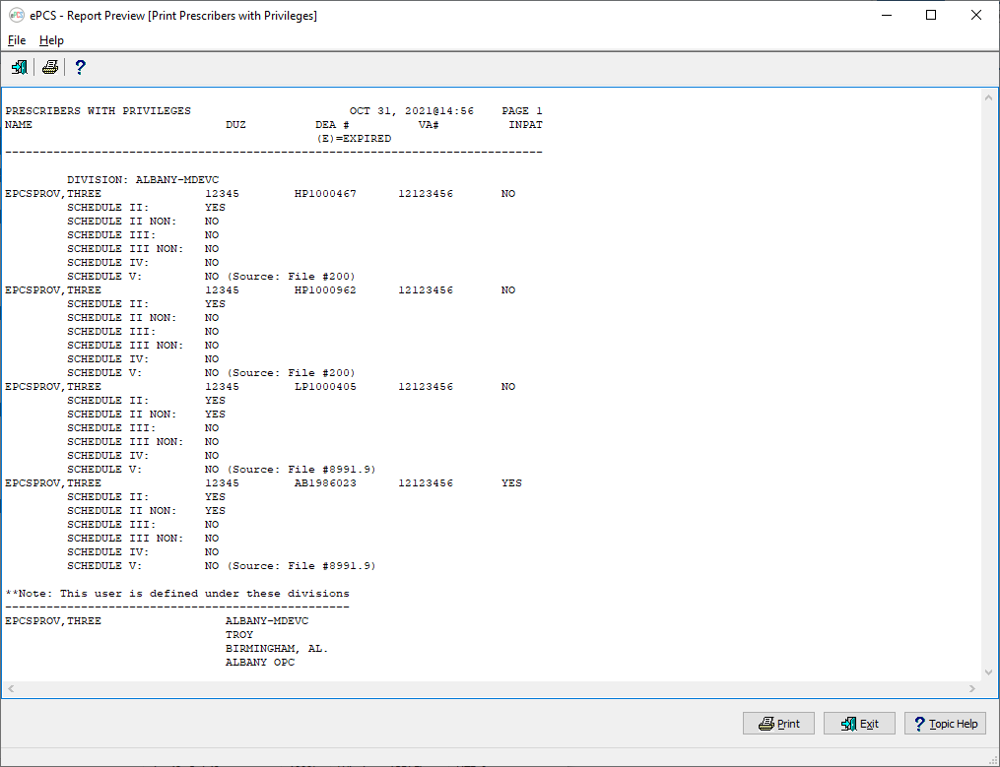 ePCS - Report Preview [Print Prescribers with Privileges]
File Help
PRESCRIBERS WITH PRIVILEGES OCT 31, 2021@14:56 PAGE 1
NAME DUZ DEA # VA# INPAT
(E)=EXPIRED
------------------------------------------------------------------------------
DIVISION: ALBANY-MDEVC
EPCSPROV,THREE 12345 HP1000467 12123456 NO
SCHEDULE II: YES
SCHEDULE II NON: NO
SCHEDULE III: NO
SCHEDULE III NON: NO
SCHEDULE IV: NO
SCHEDULE V: NO (Source: File #200)
EPCSPROV,THREE 12345 HP1000962 12123456 NO
SCHEDULE II: YES
SCHEDULE II NON: NO
SCHEDULE III: NO
SCHEDULE III NON: NO
SCHEDULE IV: NO
SCHEDULE V: NO (Source: File #200)
EPCSPROV,THREE 12345 LP1000405 12123456 NO
SCHEDULE II: YES
SCHEDULE II NON: YES
SCHEDULE III: NO
SCHEDULE III NON: NO
SCHEDULE IV: NO
SCHEDULE V: NO (Source: File #8991.9)
EPCSPROV,THREE 12345 AB1986023 12123456 YES
SCHEDULE II: YES
SCHEDULE II NON: YES
SCHEDULE III: NO
SCHEDULE III NON: NO
SCHEDULE IV: NO
SCHEDULE V: NO (Source: File #8991.9)
**Note: This user is defined under these divisions
--------------------------------------------------
EPCSPROV,THREE ALBANY-MDEVC
TROY
BIRMINGHAM, AL.
ALBANY OPC
Print Exit Topic Help